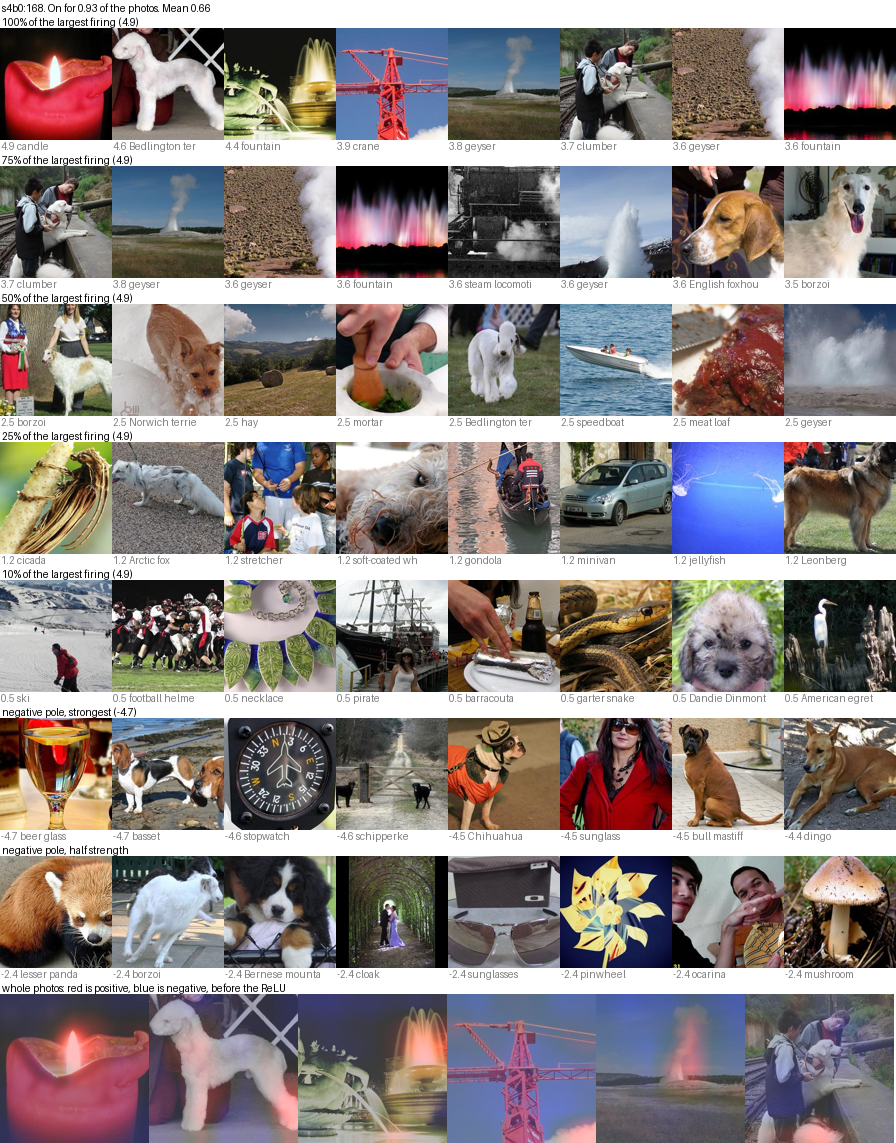 s4b0:168. On for 0.93 of the photos. Mean 0.66
100% of the largest firing (4.9)
4.9 candle
4.6 Bedlington ter
4.4 fountain
3.9 crane
3.8 geyser
3.7 clumber
3.6 geyser
3.6 fountain
75% of the largest firing (4.9)
3.7 clumber
3.8 geyser
3.6 geyser
3.6 fountain
3.6 steam locomoti
3.6 geyser
3.6 English foxhou
3.5 borzoi
50% of the largest firing (4.9)
2.5 borzoi
2.5 Norwich terrie
2.5 hay
2.5 mortar
2.5 Bedlington ter
2.5 speedboat
2.5 meat loaf
2.5 geyser
25% of the largest firing (4.9)
1.2 cicada
1.2 Arctic fox
1.2 stretcher
1.2 soft-coated wh
1.2 gondola
1.2 minivan
1.2 jellyfish
1.2 Leonberg
10% of the largest firing (4.9)
0.5 ski
0.5 football helme
0.5 necklace
0.5 pirate
0.5 barracouta
0.5 garter snake
0.5 Dandie Dinmont
0.5 American egret
negative pole, strongest (-4.7)
-4.7 beer glass
-4.7 basset
-4.6 stopwatch
-4.6 schipperke
-4.5 Chihuahua
-4.5 sunglass
-4.5 bull mastiff
-4.4 dingo
negative pole, half strength
-2.4 lesser panda
-2.4 borzoi
-2.4 Bernese mounta
-2.4 cloak
-2.4 sunglasses
-2.4 pinwheel
-2.4 ocarina
-2.4 mushroom
whole photos: red is positive, blue is negative, before the ReLU